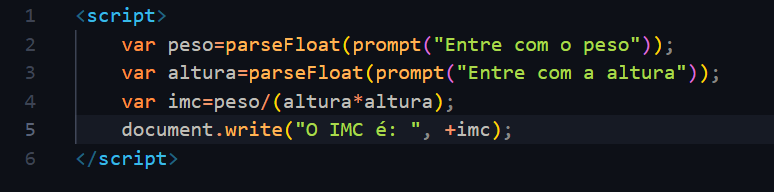 1 <script>
2 var peso=parseFloat(prompt("Entre com o peso"));
3 var altura=parseFloat(prompt("Entre com a altura"));
4 var imc=peso/(altura*altura);
5 document.write("O IMC é: ", +imc);
6 </script>